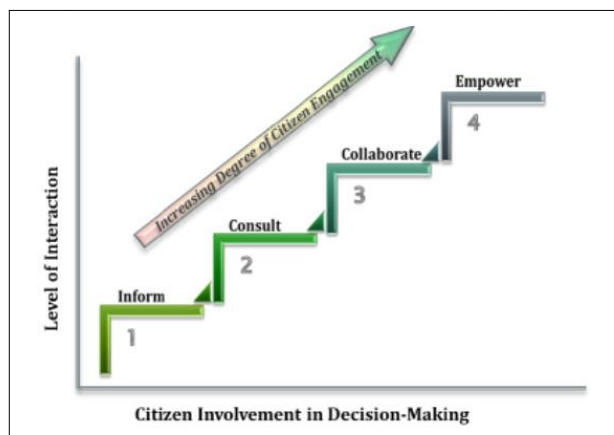 Empower
4
Increasing Degree of Citizen Engagement
Collaborate
3
Consult
2
Inform
1
Level of Interaction
Citizen Involvement in Decision-Making